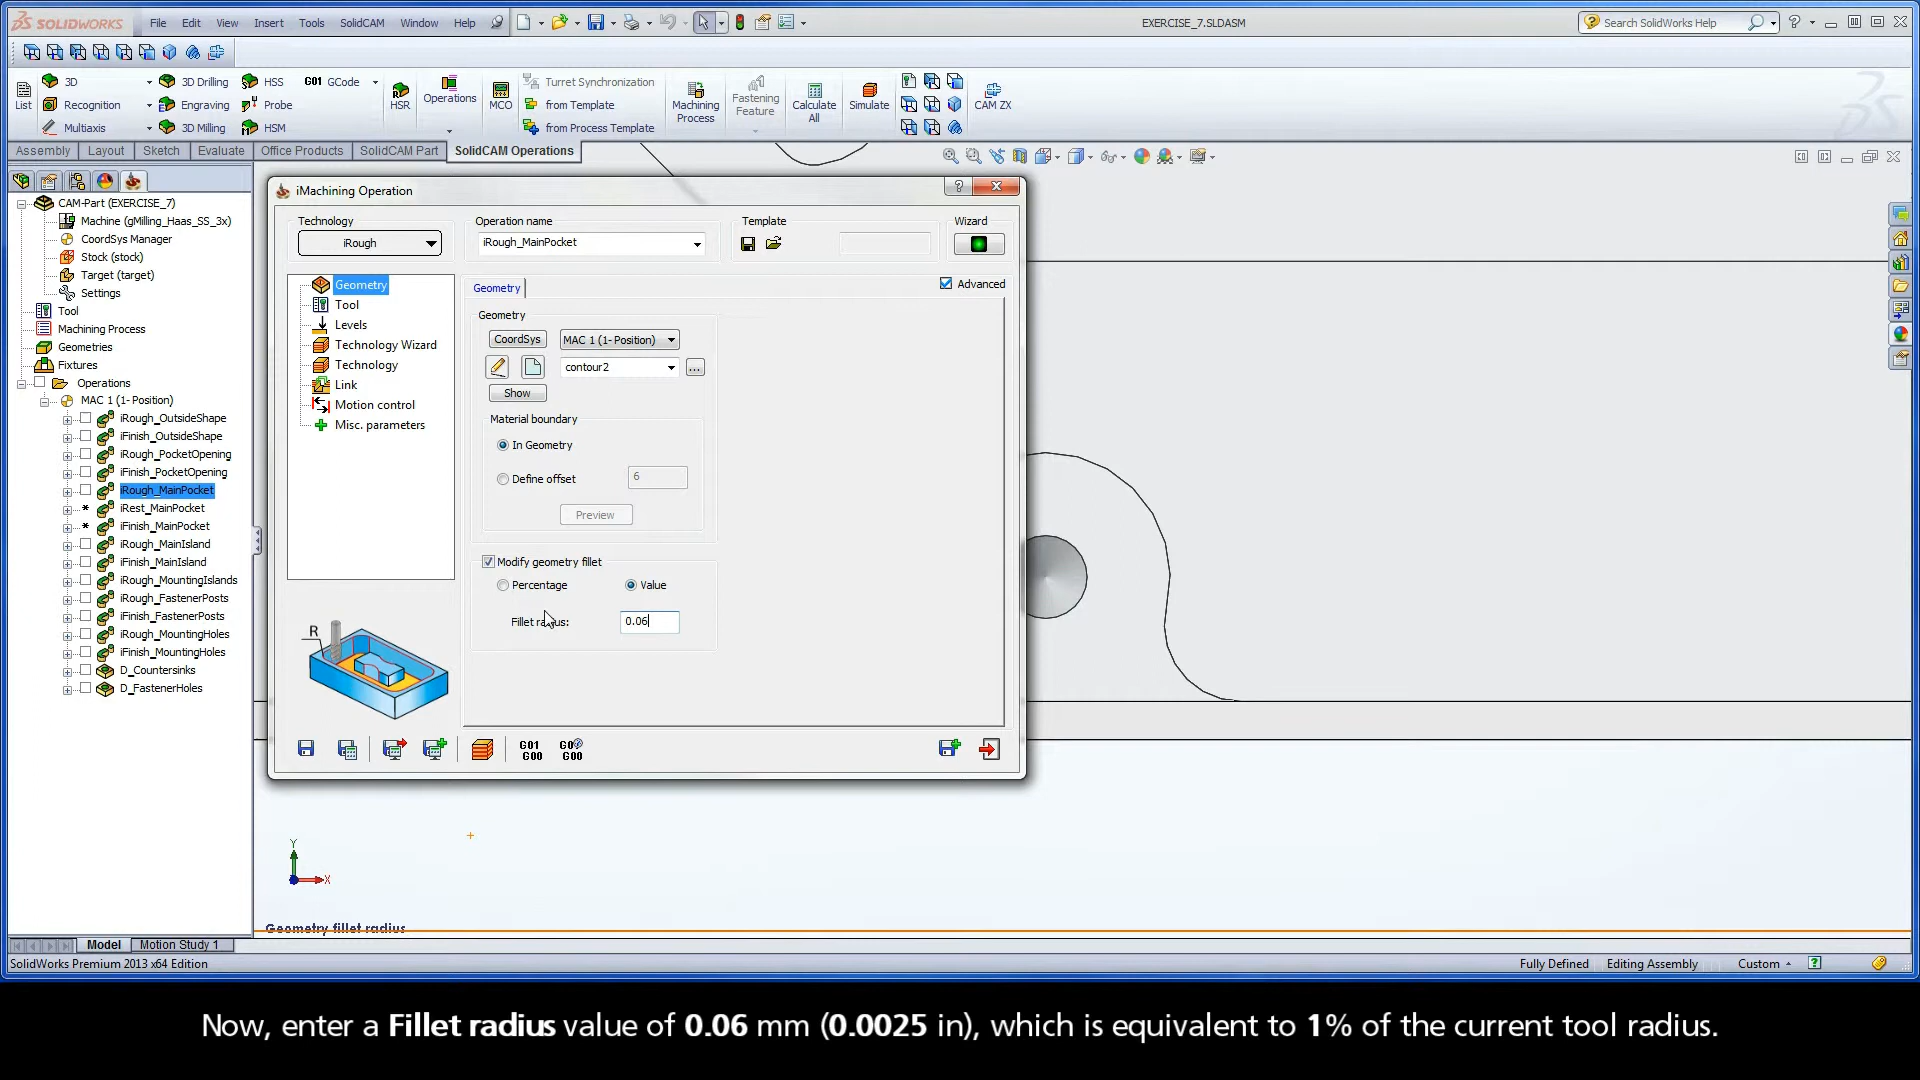 SOLIDWORKS File Edit View Insert Tools SolidCAM Window Help EXERCISE_7.SLDASM Search SolidWorks Help
3D 3D Drilling HSS G01 GCode Turret Synchronization
List Recognition Engraving Probe HSR Operations MCO from Template Machining Process Fastening Feature Calculate All Simulate CAM ZX
Multiaxis 3D Milling HSM from Process Template
Assembly Layout Sketch Evaluate Office Products SolidCAM Part SolidCAM Operations
CAM-Part (EXERCISE_7)
Machine (gMilling_Haas_SS_3x)
CoordSys Manager
Stock (stock)
Target (target)
Settings
Tool
Machining Process
Geometries
Fixtures
Operations
MAC 1 (1- Position)
iRough_OutsideShape
iFinish_OutsideShape
iRough_PocketOpening
iFinish_PocketOpening
iRough_MainPocket
iRest_MainPocket
iFinish_MainPocket
iRough_MainIsland
iFinish_MainIsland
iRough_MountingIslands
iRough_FastenerPosts
iFinish_FastenerPosts
iRough_MountingHoles
iFinish_MountingHoles
D_Countersinks
D_FastenerHoles
iMachining Operation
Technology Operation name Template Wizard
iRough iRough_MainPocket
Geometry
Tool
Levels
Technology Wizard
Technology
Link
Motion control
Misc. parameters
R
Geometry Advanced
Geometry
CoordSys MAC 1 (1- Position)
contour2 ...
Show
Material boundary
In Geometry
Define offset 6
Preview
Modify geometry fillet
Percentage Value
Fillet radius: 0.06
G01 G00 G0 G00
Y
X
Geometry fillet radius
Model Motion Study 1
SolidWorks Premium 2013 x64 Edition Fully Defined Editing Assembly Custom
Now, enter a Fillet radius value of 0.06 mm (0.0025 in), which is equivalent to 1% of the current tool radius.